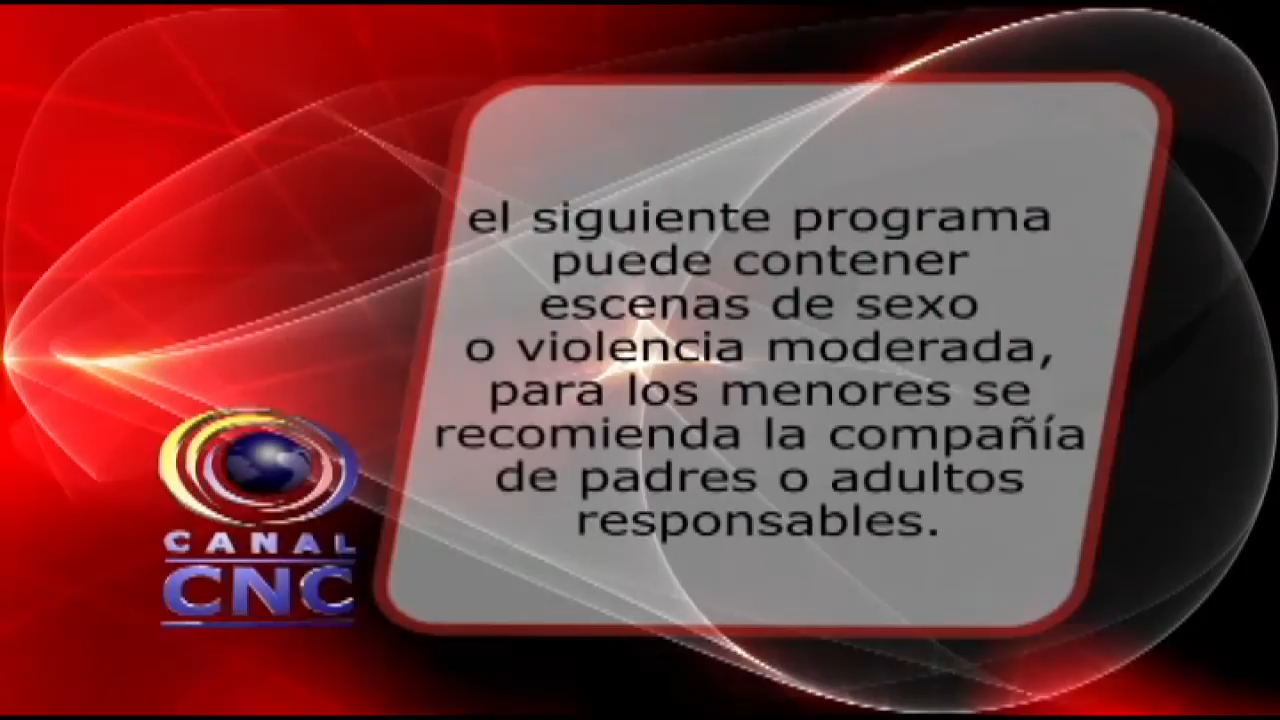 el siguiente programa
puede contener
escenas de sexo
o violencia moderada,
para los menores se
recomienda la compañía
de padres o adultos
responsables.
CANAL
CNC